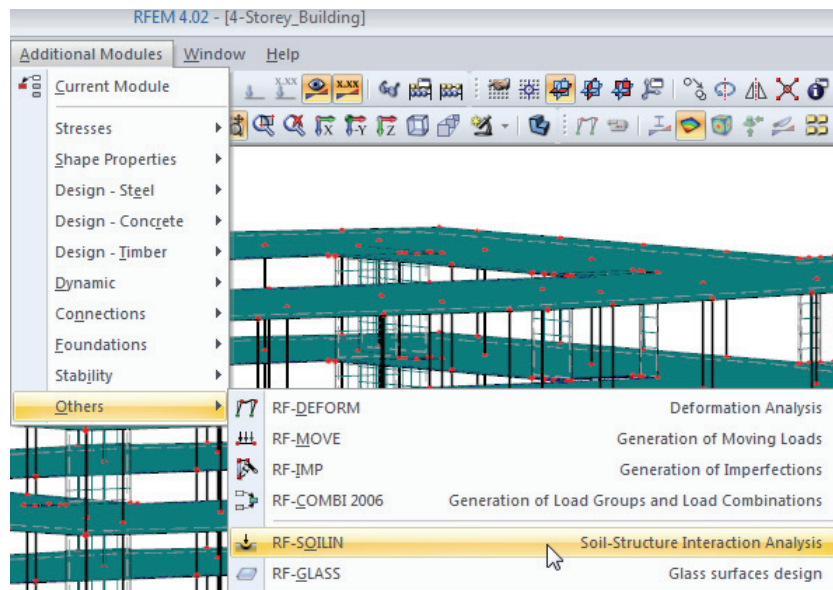 RFEM 4.02 - [4-Storey_Building]
Additional Modules Window Help
Current Module
X.XX X.XX
Stresses
X -Y Z
Shape Properties
Design - Steel
Design - Concrete
Design - Timber
Dynamic
Connections
Foundations
Stability
Others
RF-DEFORM Deformation Analysis
RF-MOVE Generation of Moving Loads
RF-IMP Generation of Imperfections
RF-COMBI 2006 Generation of Load Groups and Load Combinations
RF-SOILIN Soil-Structure Interaction Analysis
RF-GLASS Glass surfaces design